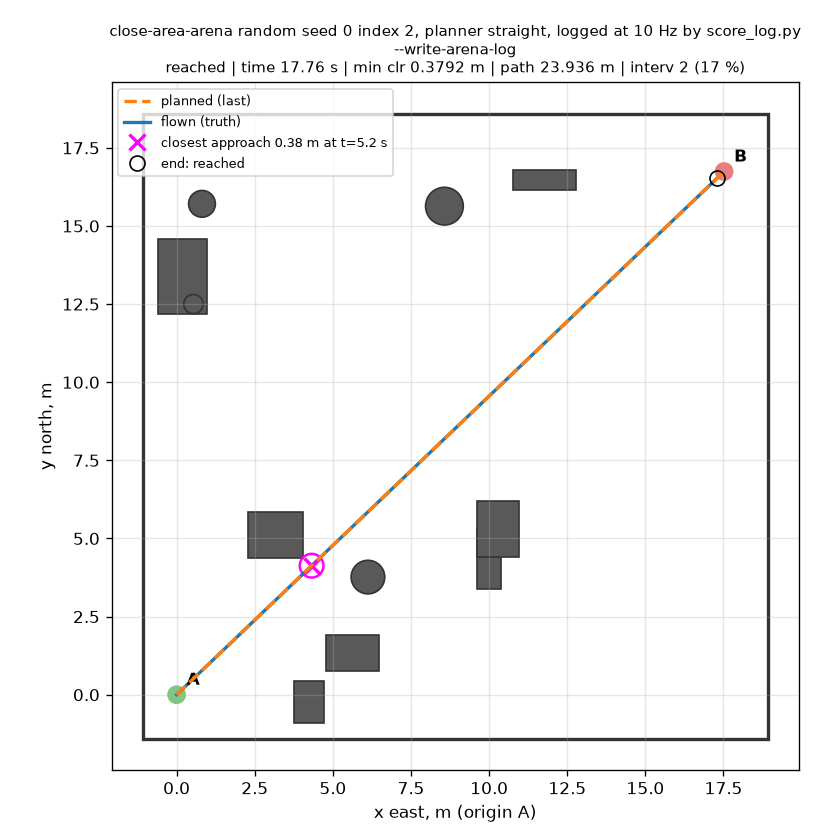 close-area-arena random seed 0 index 2, planner straight, logged at 10 Hz by score_log.py
--write-arena-log
reached | time 17.76 s | min clr 0.3792 m | path 23.936 m | interv 2 (17 %)
planned (last)
flown (truth)
closest approach 0.38 m at t=5.2 s
end: reached
B
A
17.5
15.0
12.5
10.0
7.5
5.0
2.5
0.0
y north, m
0.0 2.5 5.0 7.5 10.0 12.5 15.0 17.5
x east, m (origin A)